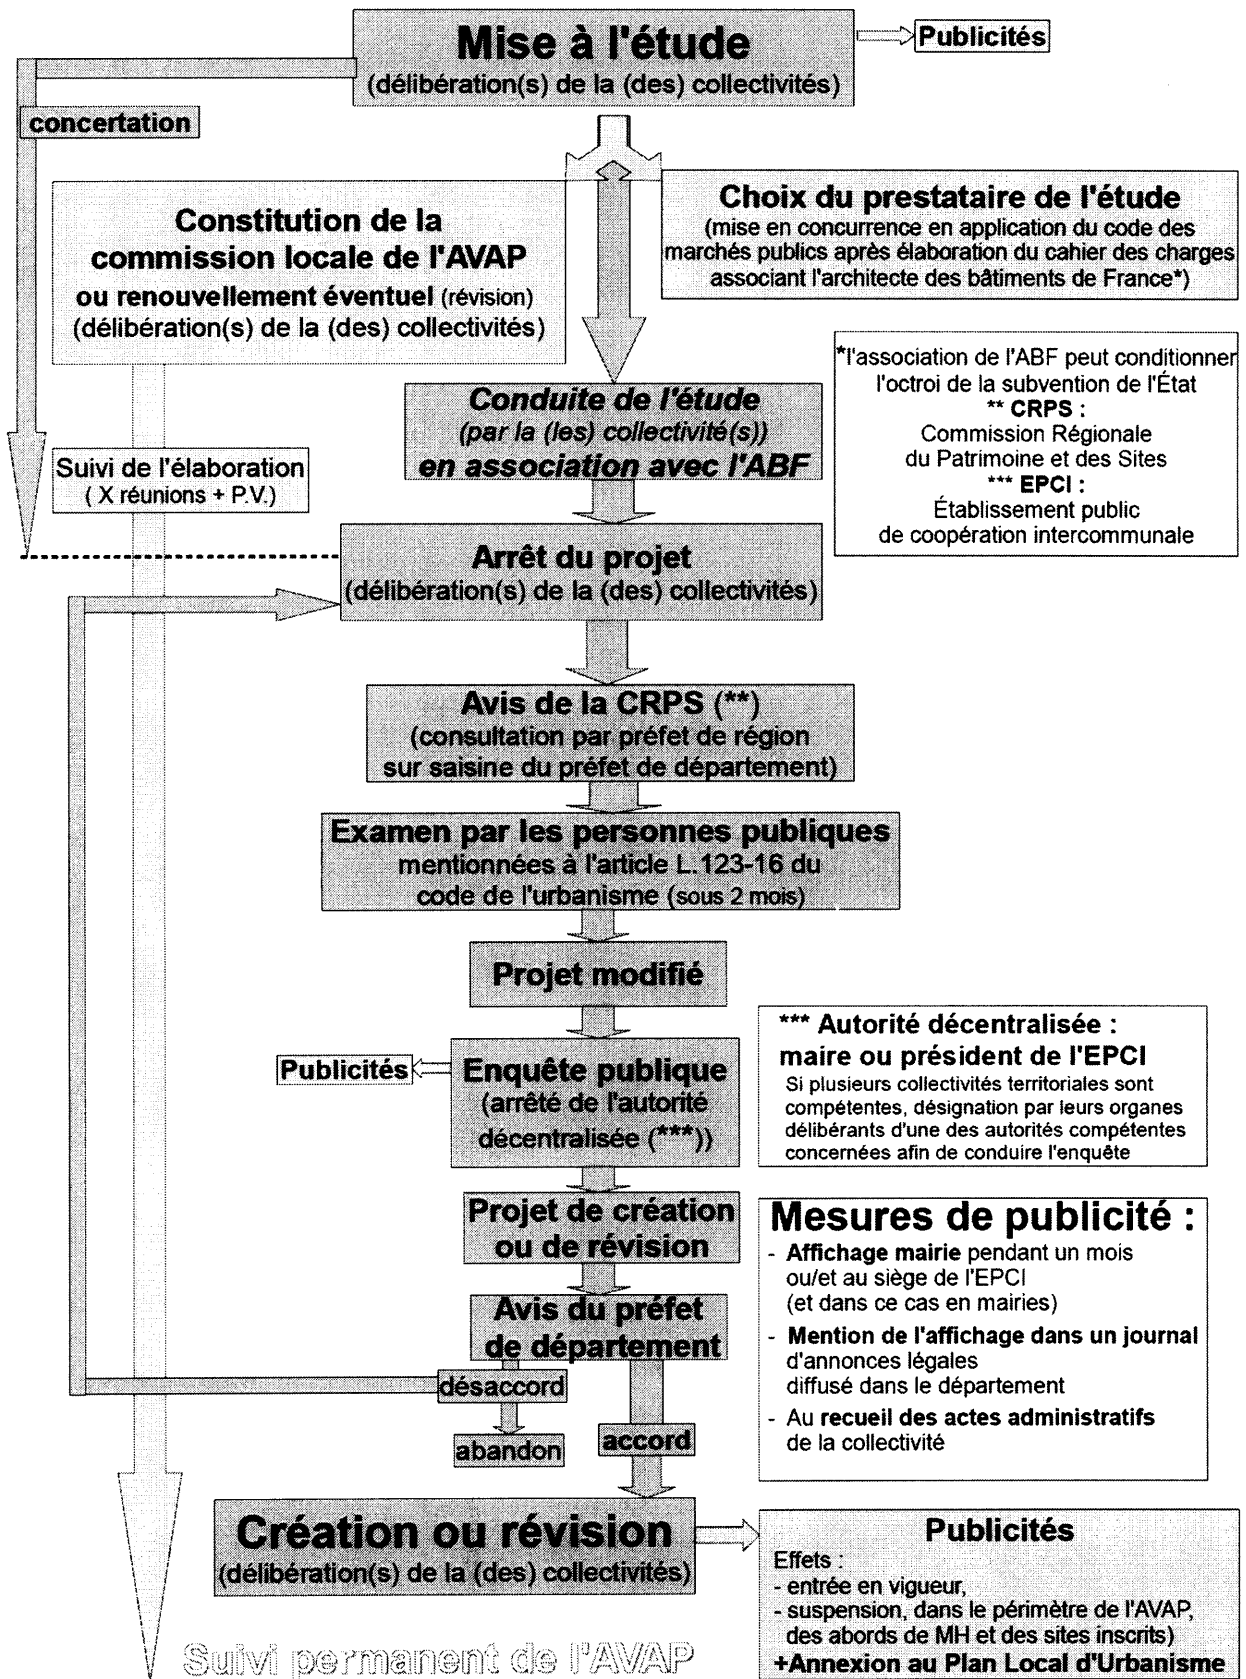 Mise à l'étude
(délibération(s) de la (des) collectivités)
Publicités
concertation
Constitution de la
commission locale de l'AVAP
ou renouvellement éventuel (révision)
(délibération(s) de la (des) collectivités)
Choix du prestataire de l'étude
(mise en concurrence en application du code des
marchés publics après élaboration du cahier des charges
associant l'architecte des bâtiments de France*)
*l'association de l'ABF peut conditionner
l'octroi de la subvention de l'État
** CRPS :
Commission Régionale
du Patrimoine et des Sites
*** EPCI :
Établissement public
de coopération intercommunale
Conduite de l'étude
(par la (les) collectivité(s))
en association avec l'ABF
Suivi de l'élaboration
( X réunions + P.V.)
Arrêt du projet
(délibération(s) de la (des) collectivités)
Avis de la CRPS (**)
(consultation par préfet de région
sur saisine du préfet de département)
Examen par les personnes publiques
mentionnées à l'article L.123-16 du
code de l'urbanisme (sous 2 mois)
Projet modifié
Publicités
Enquête publique
(arrêté de l'autorité
décentralisée (***))
*** Autorité décentralisée :
maire ou président de l'EPCI
Si plusieurs collectivités territoriales sont
compétentes, désignation par leurs organes
délibérants d'une des autorités compétentes
concernées afin de conduire l'enquête
Projet de création
ou de révision
Avis du préfet
de département
Mesures de publicité :
- Affichage mairie pendant un mois
ou/et au siège de l'EPCI
(et dans ce cas en mairies)
- Mention de l'affichage dans un journal
d'annonces légales
diffusé dans le département
- Au recueil des actes administratifs
de la collectivité
désaccord
abandon
accord
Création ou révision
(délibération(s) de la (des) collectivités)
Publicités
Effets :
- entrée en vigueur,
- suspension, dans le périmètre de l'AVAP,
des abords de MH et des sites inscrits)
+Annexion au Plan Local d'Urbanisme
Suivi permanent de l'AVAP